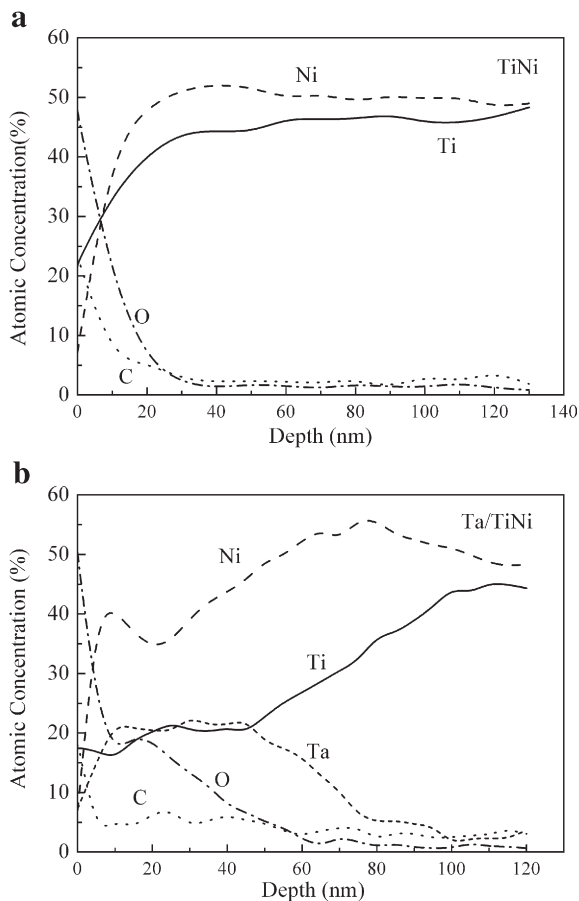 a
60
50
40
30
20
10
0
Atomic Concentration(%)
Ni
TiNi
Ti
O
C
0 20 40 60 80 100 120 140
Depth (nm)
b
60
50
40
30
20
10
0
Atomic Concentration (%)
Ta/TiNi
Ni
Ti
Ta
O
C
0 20 40 60 80 100 120
Depth (nm)